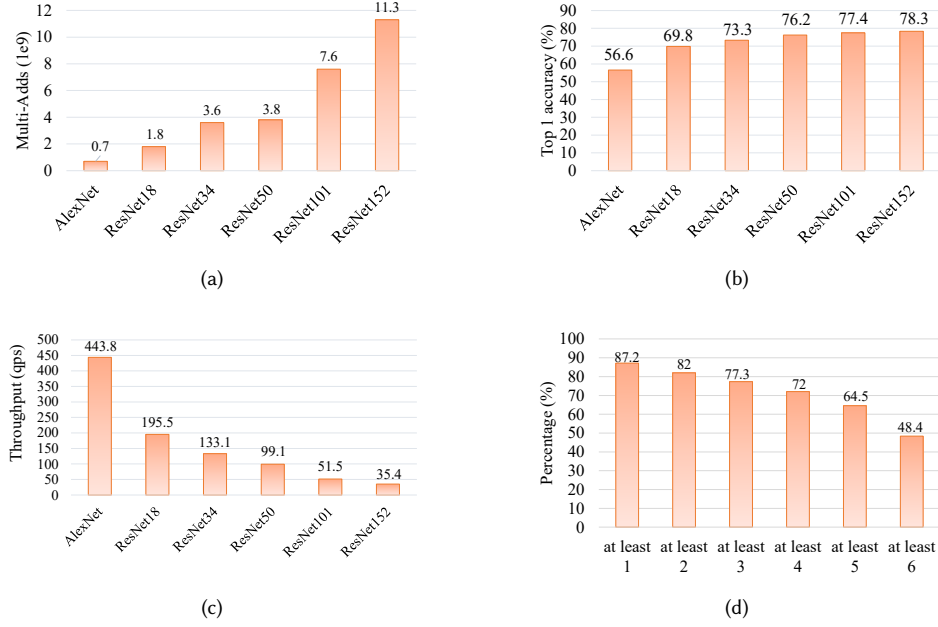 Multi-Adds (1e9)
12
10
8
6
4
2
0
0.7
1.8
3.6
3.8
7.6
11.3
AlexNet
ResNet18
ResNet34
ResNet50
ResNet101
ResNet152
(a)
Top 1 accuracy (%)
90
80
70
60
50
40
30
20
10
0
56.6
69.8
73.3
76.2
77.4
78.3
AlexNet
ResNet18
ResNet34
ResNet50
ResNet101
ResNet152
(b)
Throughput (qps)
500
450
400
350
300
250
200
150
100
50
0
443.8
195.5
133.1
99.1
51.5
35.4
AlexNet
ResNet18
ResNet34
ResNet50
ResNet101
ResNet152
(c)
Percentage (%)
100
90
80
70
60
50
40
30
20
10
0
87.2
82
77.3
72
64.5
48.4
at least
1
at least
2
at least
3
at least
4
at least
5
at least
6
(d)